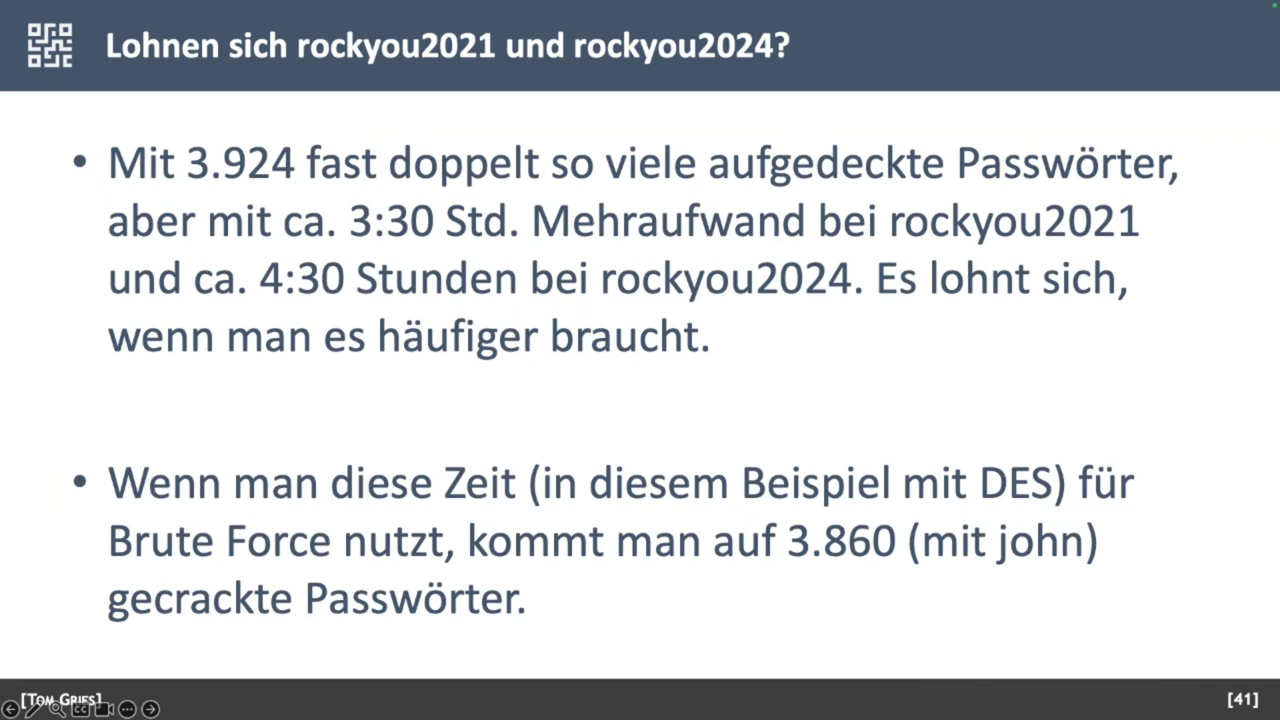 Lohnen sich rockyou2021 und rockyou2024?
• Mit 3.924 fast doppelt so viele aufgedeckte Passwörter,
aber mit ca. 3:30 Std. Mehraufwand bei rockyou2021
und ca. 4:30 Stunden bei rockyou2024. Es lohnt sich,
wenn man es häufiger braucht.
• Wenn man diese Zeit (in diesem Beispiel mit DES) für
Brute Force nutzt, kommt man auf 3.860 (mit john)
gecrackte Passwörter.
[Tom Gries]
[41]